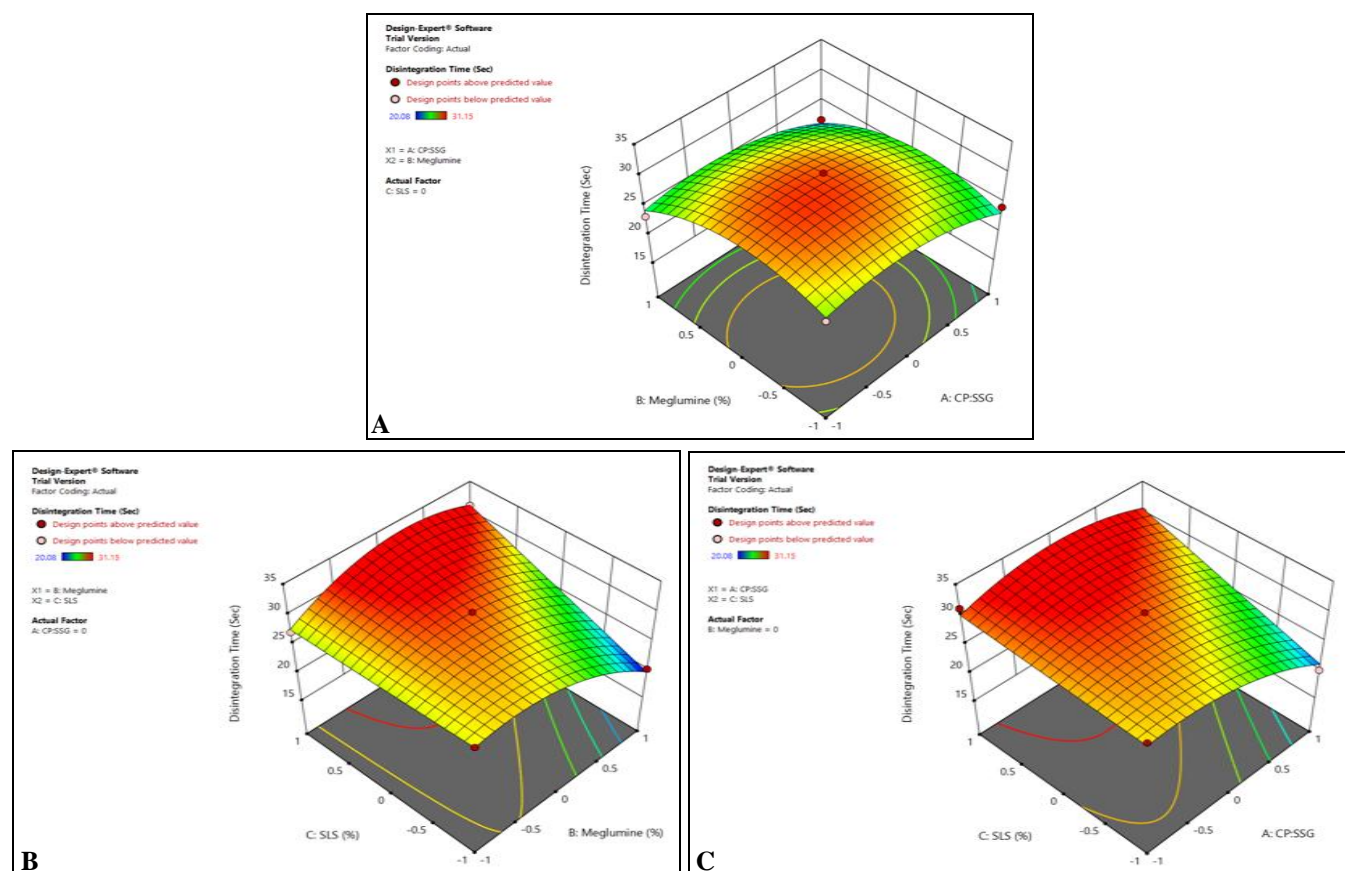 Design-Expert® Software
Trial Version
Factor Coding: Actual
Disintegration Time (Sec)
Design points above predicted value
Design points below predicted value
20.08 31.15
X1 = A: CP:SSG
X2 = B: Meglumine
Actual Factor
C: SLS = 0
35
30
25
20
15
Disintegration Time (Sec)
1
0.5
0
-0.5
-1
B: Meglumine (%)
-1
-0.5
0
0.5
1
A: CP:SSG
A
Design-Expert® Software
Trial Version
Factor Coding: Actual
Disintegration Time (Sec)
Design points above predicted value
Design points below predicted value
20.08 31.15
X1 = B: Meglumine
X2 = C: SLS
Actual Factor
A: CP:SSG = 0
35
30
25
20
15
Disintegration Time (Sec)
1
0.5
0
-0.5
-1
C: SLS (%)
-1
-0.5
0
0.5
1
B: Meglumine (%)
B
Design-Expert® Software
Trial Version
Factor Coding: Actual
Disintegration Time (Sec)
Design points above predicted value
Design points below predicted value
20.08 31.15
X1 = A: CP:SSG
X2 = C: SLS
Actual Factor
B: Meglumine = 0
35
30
25
20
15
Disintegration Time (Sec)
1
0.5
0
-0.5
-1
C: SLS (%)
-1
-0.5
0
0.5
1
A: CP:SSG
C